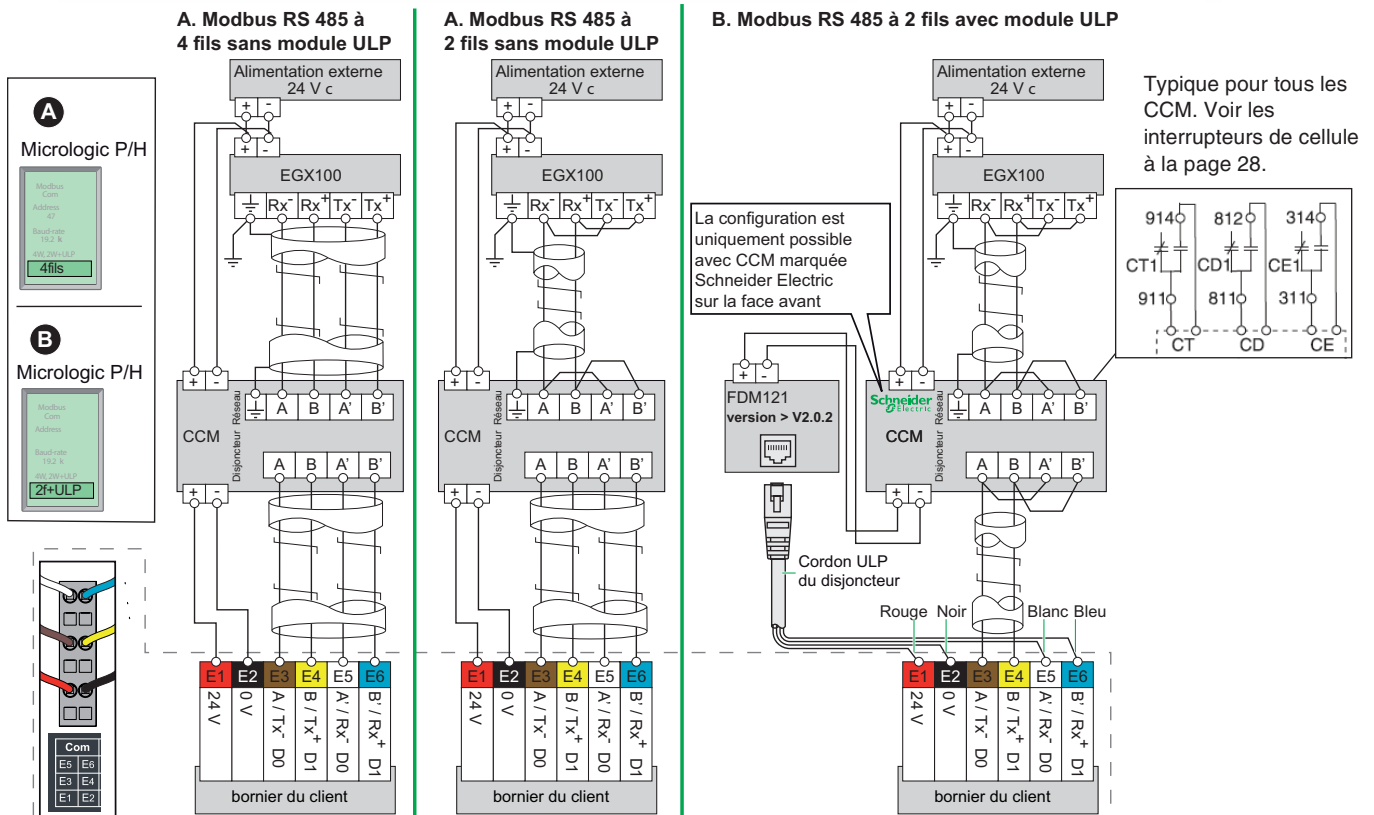 A. Modbus RS 485 à
4 fils sans module ULP
A. Modbus RS 485 à
2 fils sans module ULP
B. Modbus RS 485 à 2 fils avec module ULP
A
Micrologic P/H
Modbus
Com
Address
47
Baud-rate
19.2 k
4W, 2W+ULP
4fils
B
Micrologic P/H
Modbus
Com
Address
Baud-rate
19.2 k
4W, 2W+ULP
2f+ULP
Com
E5 E6
E3 E4
E1 E2
Alimentation externe
24 V c
+ -
+ -
EGX100
Rx- Rx+ Tx- Tx+
+ -
Réseau
A B A' B'
CCM
Disjoncteur
A B A' B'
+ -
E1 E2 E3 E4 E5 E6
24 V
0 V
A / Tx- D0
B / Tx+ D1
A' / Rx- D0
B' / Rx+ D1
bornier du client
Alimentation externe
24 V c
+ -
+ -
EGX100
Rx- Rx+ Tx- Tx+
+ -
Réseau
A B A' B'
CCM
Disjoncteur
A B A' B'
+ -
E1 E2 E3 E4 E5 E6
24 V
0 V
A / Tx- D0
B / Tx+ D1
A' / Rx- D0
B' / Rx+ D1
bornier du client
Alimentation externe
24 V c
+ -
+ -
EGX100
Rx- Rx+ Tx- Tx+
La configuration est
uniquement possible
avec CCM marquée
Schneider Electric
sur la face avant
+ -
FDM121
version > V2.0.2
+ -
Schneider
Electric
Réseau
A B A' B'
CCM
Disjoncteur
A B A' B'
+ -
Cordon ULP
du disjoncteur
Rouge Noir Blanc Bleu
E1 E2 E3 E4 E5 E6
24 V
0 V
A / Tx- D0
B / Tx+ D1
A' / Rx- D0
B' / Rx+ D1
bornier du client
Typique pour tous les
CCM. Voir les
interrupteurs de cellule
à la page 28.
914 812 314
CT1 CD1 CE1
911 811 311
CT CD CE